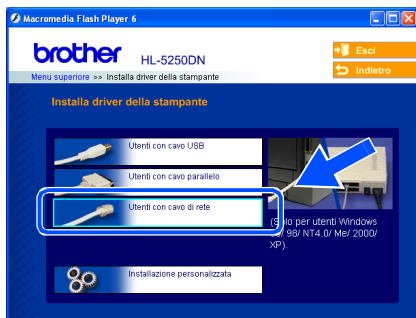 Macromedia Flash Player 6
brother
HL-5250DN
Esci
Indietro
Menu superiore >> Installa driver della stampante
Installa driver della stampante
Utenti con cavo USB
Utenti con cavo parallelo
Utenti con cavo di rete
per utenti Windows
98/ NT4.0/ Me/ 2000/
XP).
Installazione personalizzata